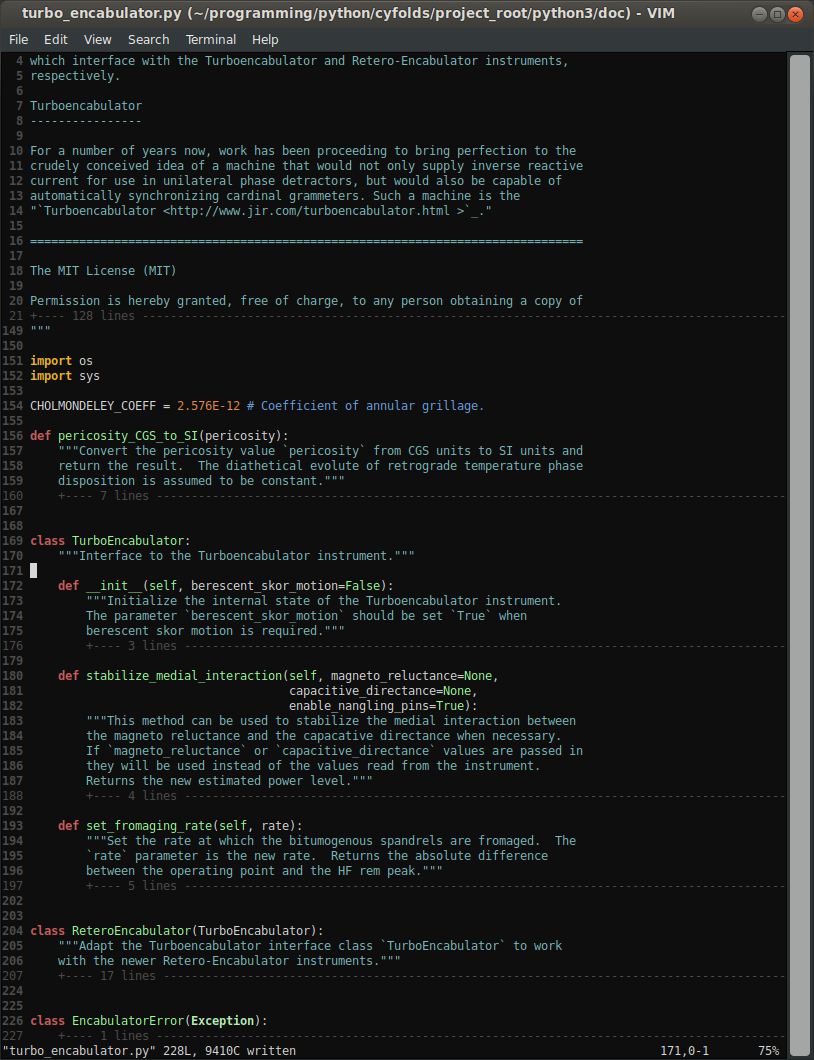 turbo_encabulator.py (~/programming/python/cyfolds/project_root/python3/doc) - VIM
File Edit View Search Terminal Help
4 which interface with the Turboencabulator and Retero-Encabulator instruments,
5 respectively.
6
7 Turboencabulator
8 ----------------
9
10 For a number of years now, work has been proceeding to bring perfection to the
11 crudely conceived idea of a machine that would not only supply inverse reactive
12 current for use in unilateral phase detractors, but would also be capable of
13 automatically synchronizing cardinal grammeters. Such a machine is the
14 "`Turboencabulator <http://www.jir.com/turboencabulator.html >`_."
15
16 ===============================================================================
17
18 The MIT License (MIT)
19
20 Permission is hereby granted, free of charge, to any person obtaining a copy of
21 +---- 128 lines --------------------------------------------------------------------------------------------
149 """
150
151 import os
152 import sys
153
154 CHOLMONDELEY_COEFF = 2.576E-12 # Coefficient of annular grillage.
155
156 def pericosity_CGS_to_SI(pericosity):
157     """Convert the pericosity value `pericosity` from CGS units to SI units and
158     return the result.  The diathetical evolute of retrograde temperature phase
159     disposition is assumed to be constant."""
160     +---- 7 lines ------------------------------------------------------------------------------------------
167
168
169 class TurboEncabulator:
170     """Interface to the Turboencabulator instrument."""
171
172     def __init__(self, berescent_skor_motion=False):
173         """Initialize the internal state of the Turboencabulator instrument.
174         The parameter `berescent_skor_motion` should be set `True` when
175         berescent skor motion is required."""
176         +---- 3 lines --------------------------------------------------------------------------------------
179
180     def stabilize_medial_interaction(self, magneto_reluctance=None,
181                                      capacitive_directance=None,
182                                      enable_nangling_pins=True):
183         """This method can be used to stabilize the medial interaction between
184         the magneto reluctance and the capacative directance when necessary.
185         If `magneto_reluctance` or `capacitive_directance` values are passed in
186         they will be used instead of the values read from the instrument.
187         Returns the new estimated power level."""
188         +---- 4 lines --------------------------------------------------------------------------------------
192
193     def set_fromaging_rate(self, rate):
194         """Set the rate at which the bitumogenous spandrels are fromaged.  The
195         `rate` parameter is the new rate.  Returns the absolute difference
196         between the operating point and the HF rem peak."""
197         +---- 5 lines --------------------------------------------------------------------------------------
202
203
204 class ReteroEncabulator(TurboEncabulator):
205     """Adapt the Turboencabulator interface class `TurboEncabulator` to work
206     with the newer Retero-Encabulator instruments."""
207     +---- 17 lines -----------------------------------------------------------------------------------------
224
225
226 class EncabulatorError(Exception):
227     +---- 1 lines ------------------------------------------------------------------------------------------
"turbo_encabulator.py" 228L, 9410C written 171,0-1 75%